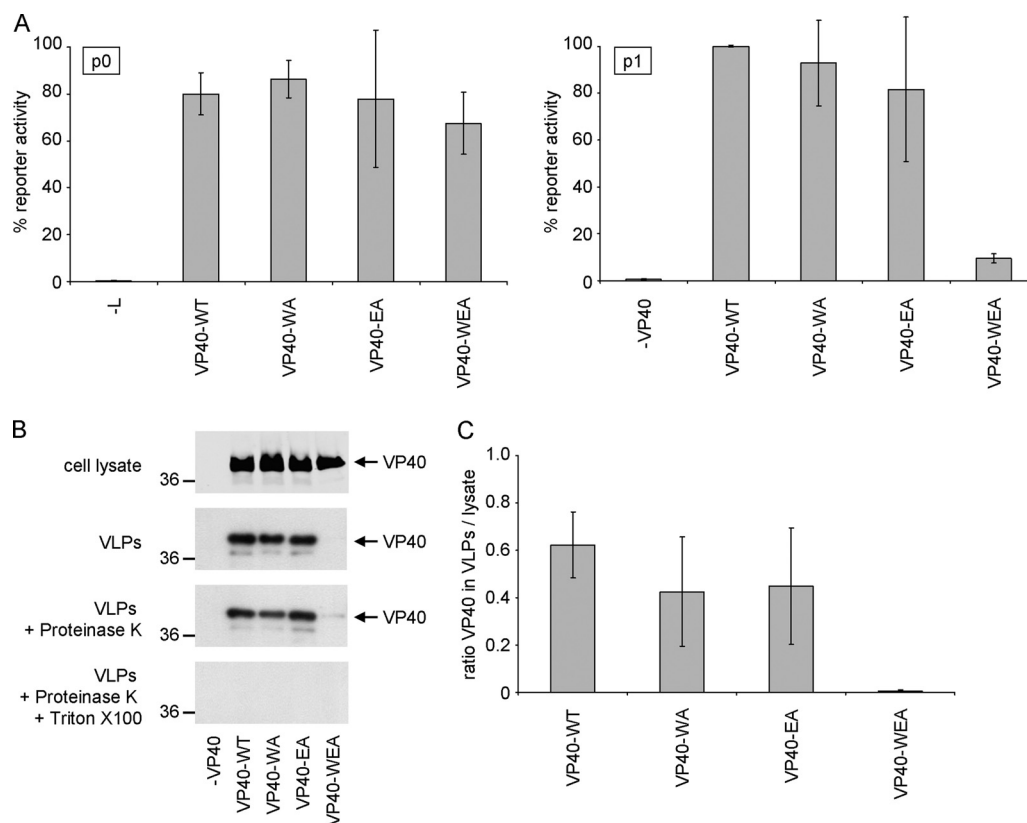 A
p0
% reporter activity
100
80
60
40
20
0
-L
VP40-WT
VP40-WA
VP40-EA
VP40-WEA
p1
% reporter activity
100
80
60
40
20
0
-VP40
VP40-WT
VP40-WA
VP40-EA
VP40-WEA
B
cell lysate
36
VP40
VLPs
36
VP40
VLPs
+ Proteinase K
36
VP40
VLPs
+ Proteinase K
+ Triton X100
36
-VP40
VP40-WT
VP40-WA
VP40-EA
VP40-WEA
C
ratio VP40 in VLPs / lysate
1.0
0.8
0.6
0.4
0.2
0
VP40-WT
VP40-WA
VP40-EA
VP40-WEA